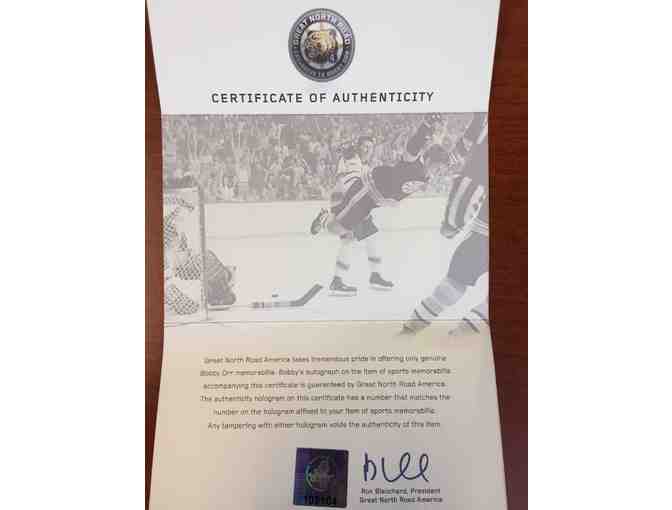 GREAT NORTH ROAD
CERTIFICATE OF AUTHENTICITY
Great North Road America takes tremendous pride in offering only genuine
Bobby Orr memorabilia. Bobby's autograph on the item of sports memorabilia
accompanying this certificate is guaranteed by Great North Road America.
The authenticity hologram on this certificate has a number that matches the
number on the hologram affixed to your item of sports memorabilia.
Any tampering with either hologram voids the authenticity of this item.
Ron Blanchard, President
Great North Road America